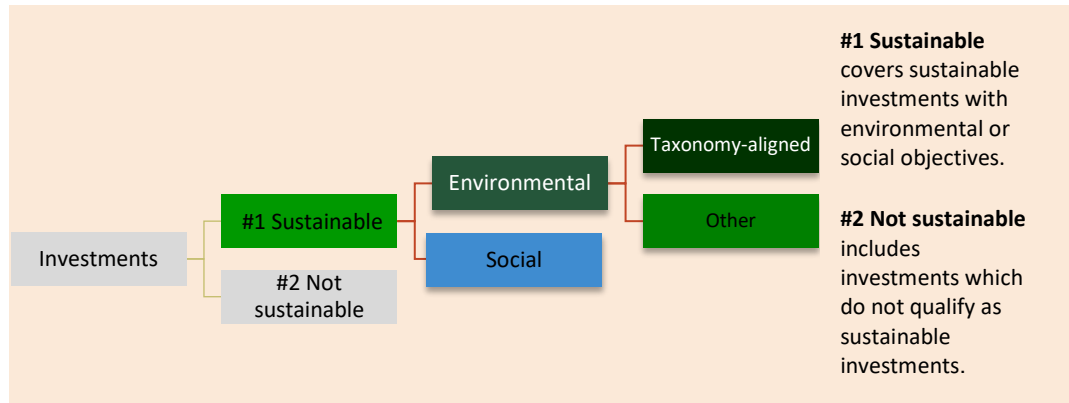 Investments
#1 Sustainable
#2 Not
sustainable
Environmental
Social
Taxonomy-aligned
Other
#1 Sustainable
covers sustainable
investments with
environmental or
social objectives.
#2 Not sustainable
includes
investments which
do not qualify as
sustainable
investments.